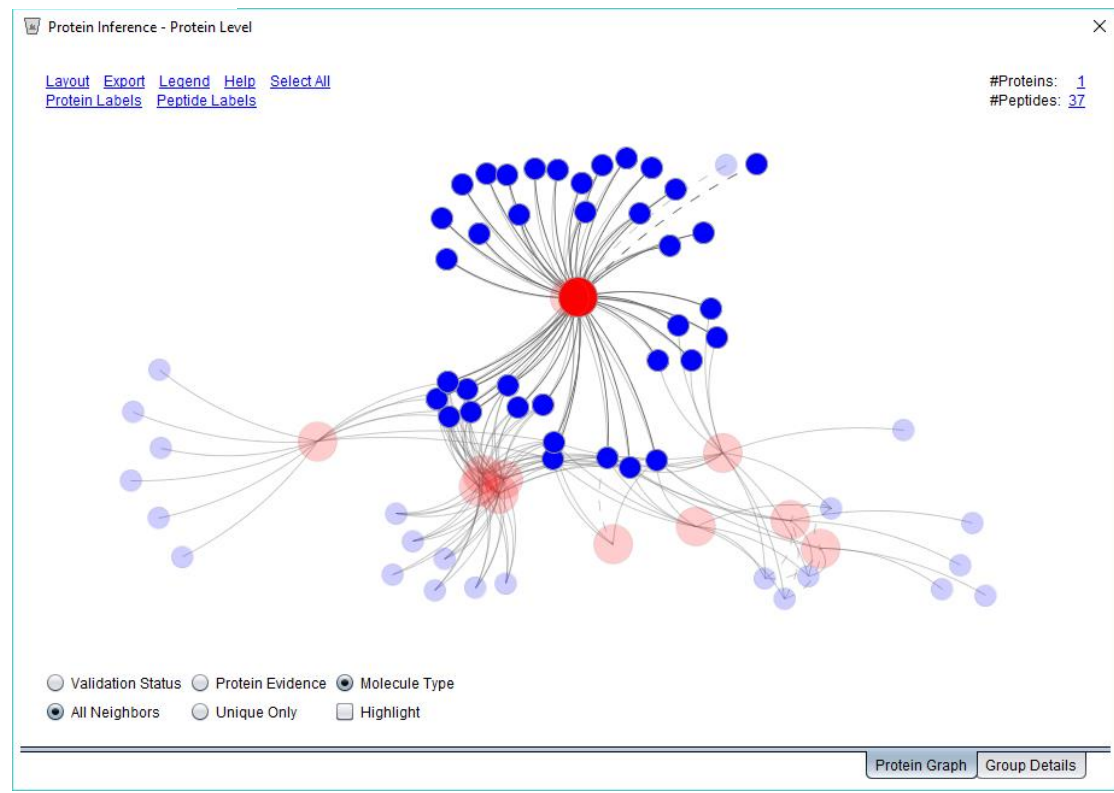 Protein Inference - Protein Level
Layout Export Legend Help Select All
#Proteins: 1
Protein Labels Peptide Labels
#Peptides: 37
Validation Status Protein Evidence Molecule Type
All Neighbors Unique Only Highlight
Protein Graph Group Details